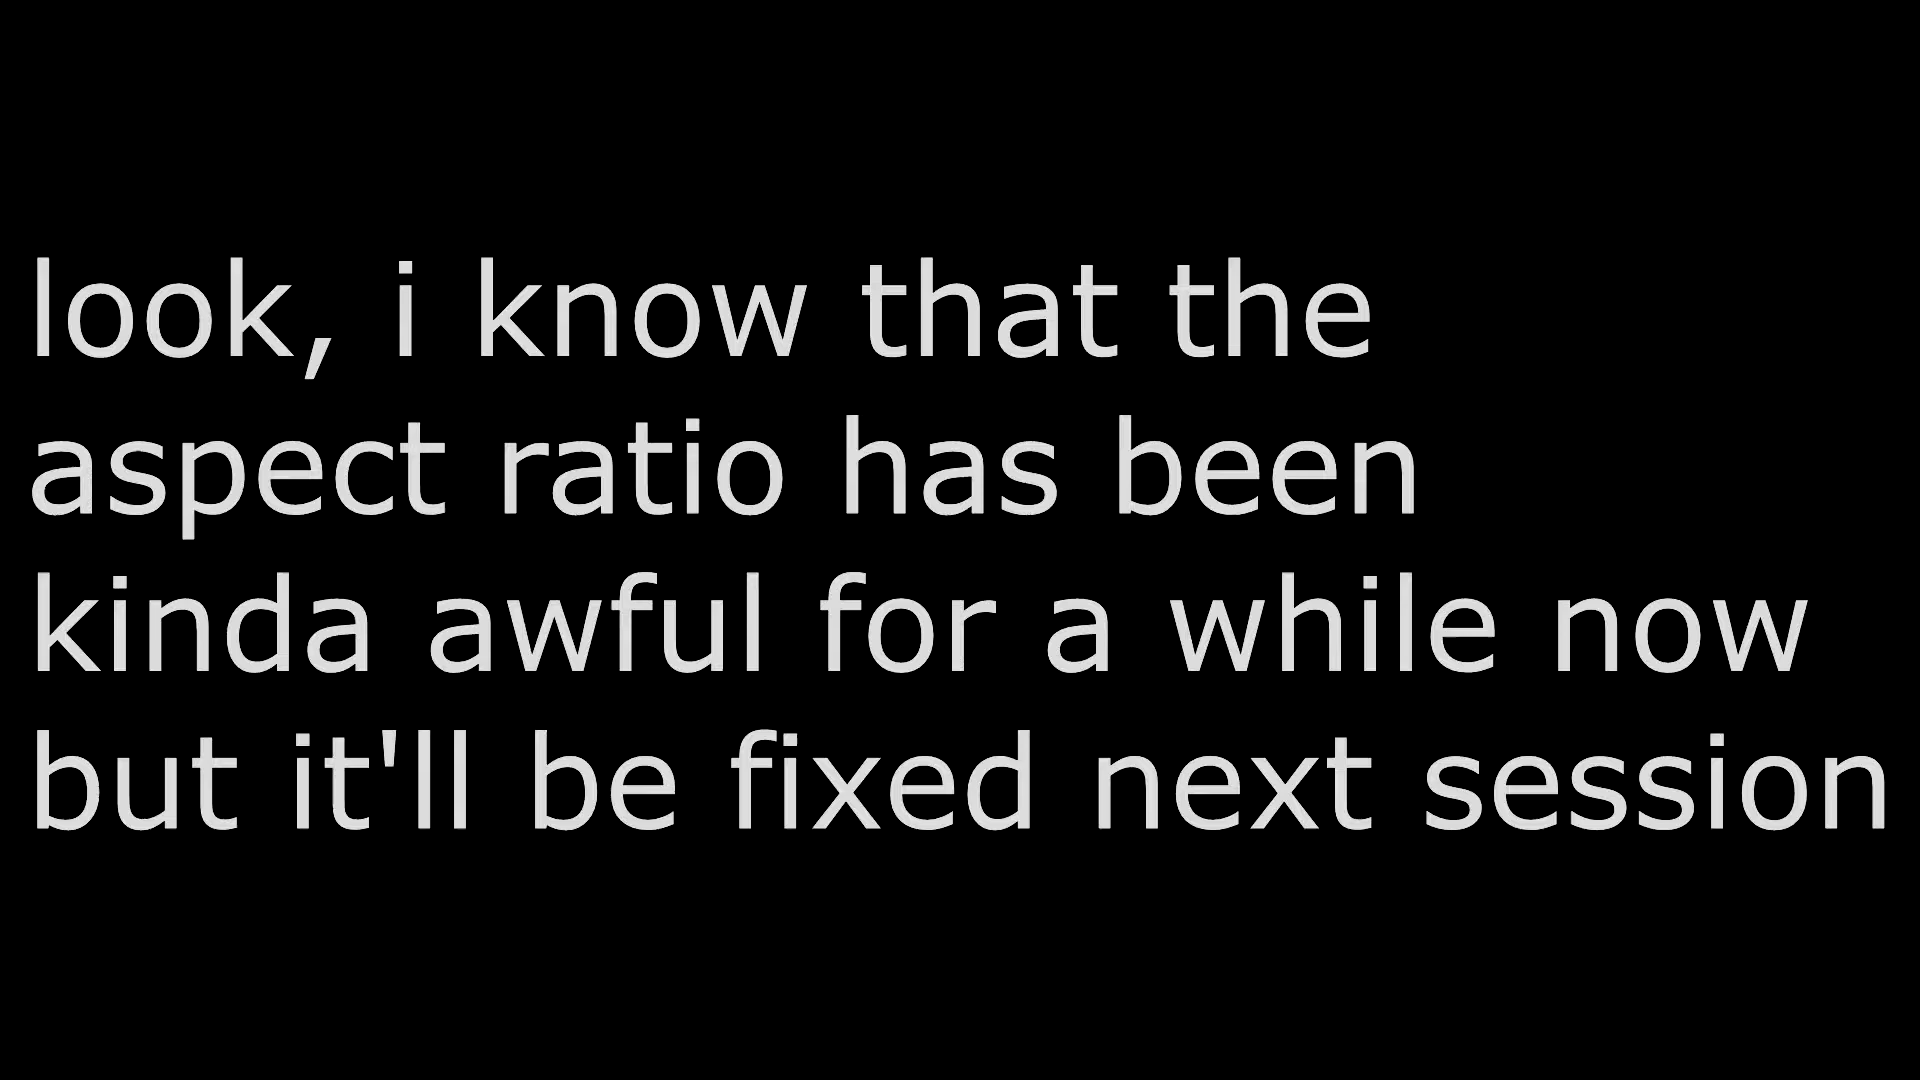 look, i know that the
aspect ratio has been
kinda awful for a while now
but it'll be fixed next session